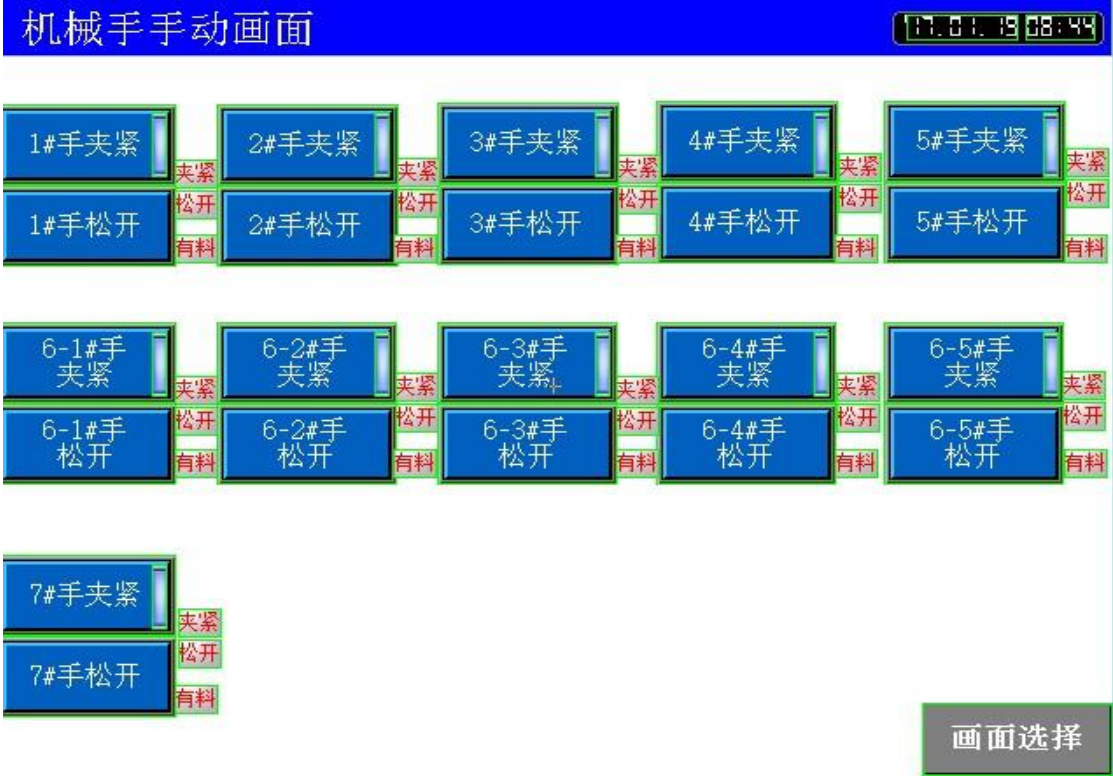 机械手手动画面
17.01.19 08:44
1#手夹紧
夹紧
2#手夹紧
夹紧
3#手夹紧
夹紧
4#手夹紧
夹紧
5#手夹紧
夹紧
1#手松开
松开
有料
2#手松开
松开
有料
3#手松开
松开
有料
4#手松开
松开
有料
5#手松开
松开
有料
6-1#手
夹紧
夹紧
6-2#手
夹紧
夹紧
6-3#手
夹紧
夹紧
6-4#手
夹紧
夹紧
6-5#手
夹紧
夹紧
6-1#手
松开
松开
有料
6-2#手
松开
松开
有料
6-3#手
松开
松开
有料
6-4#手
松开
松开
有料
6-5#手
松开
松开
有料
7#手夹紧
夹紧
7#手松开
松开
有料
画面选择